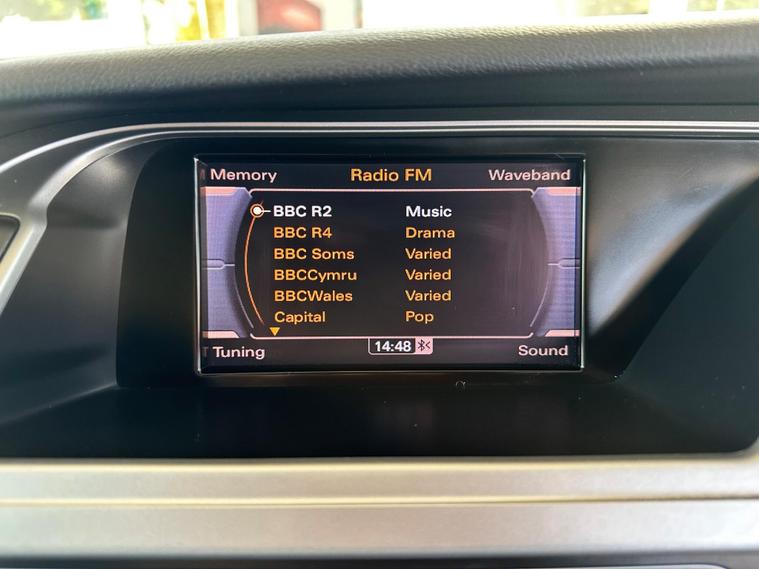 Memory Radio FM Waveband
BBC R2 Music
BBC R4 Drama
BBC Soms Varied
BBCCymru Varied
BBCWales Varied
Capital Pop
Tuning 14:48 Sound